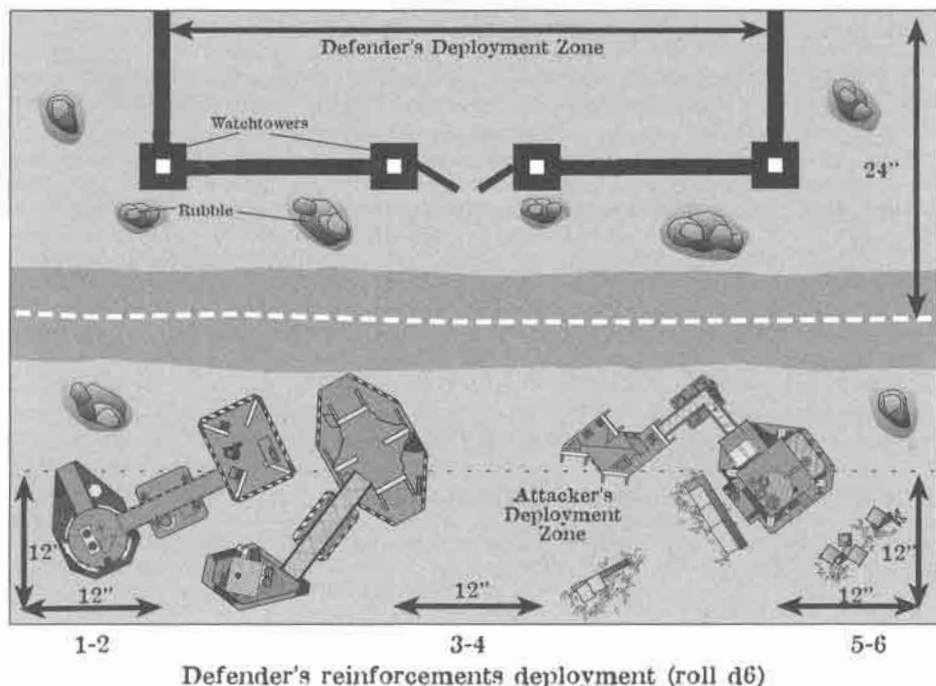 Defender's Deployment Zone
Watchtowers
24"
Rubble
Attacker's
Deployment
Zone
12'
12"
12"
12"
12"
1-2
3-4
5-6
Defender's reinforcements deployment (roll d6)